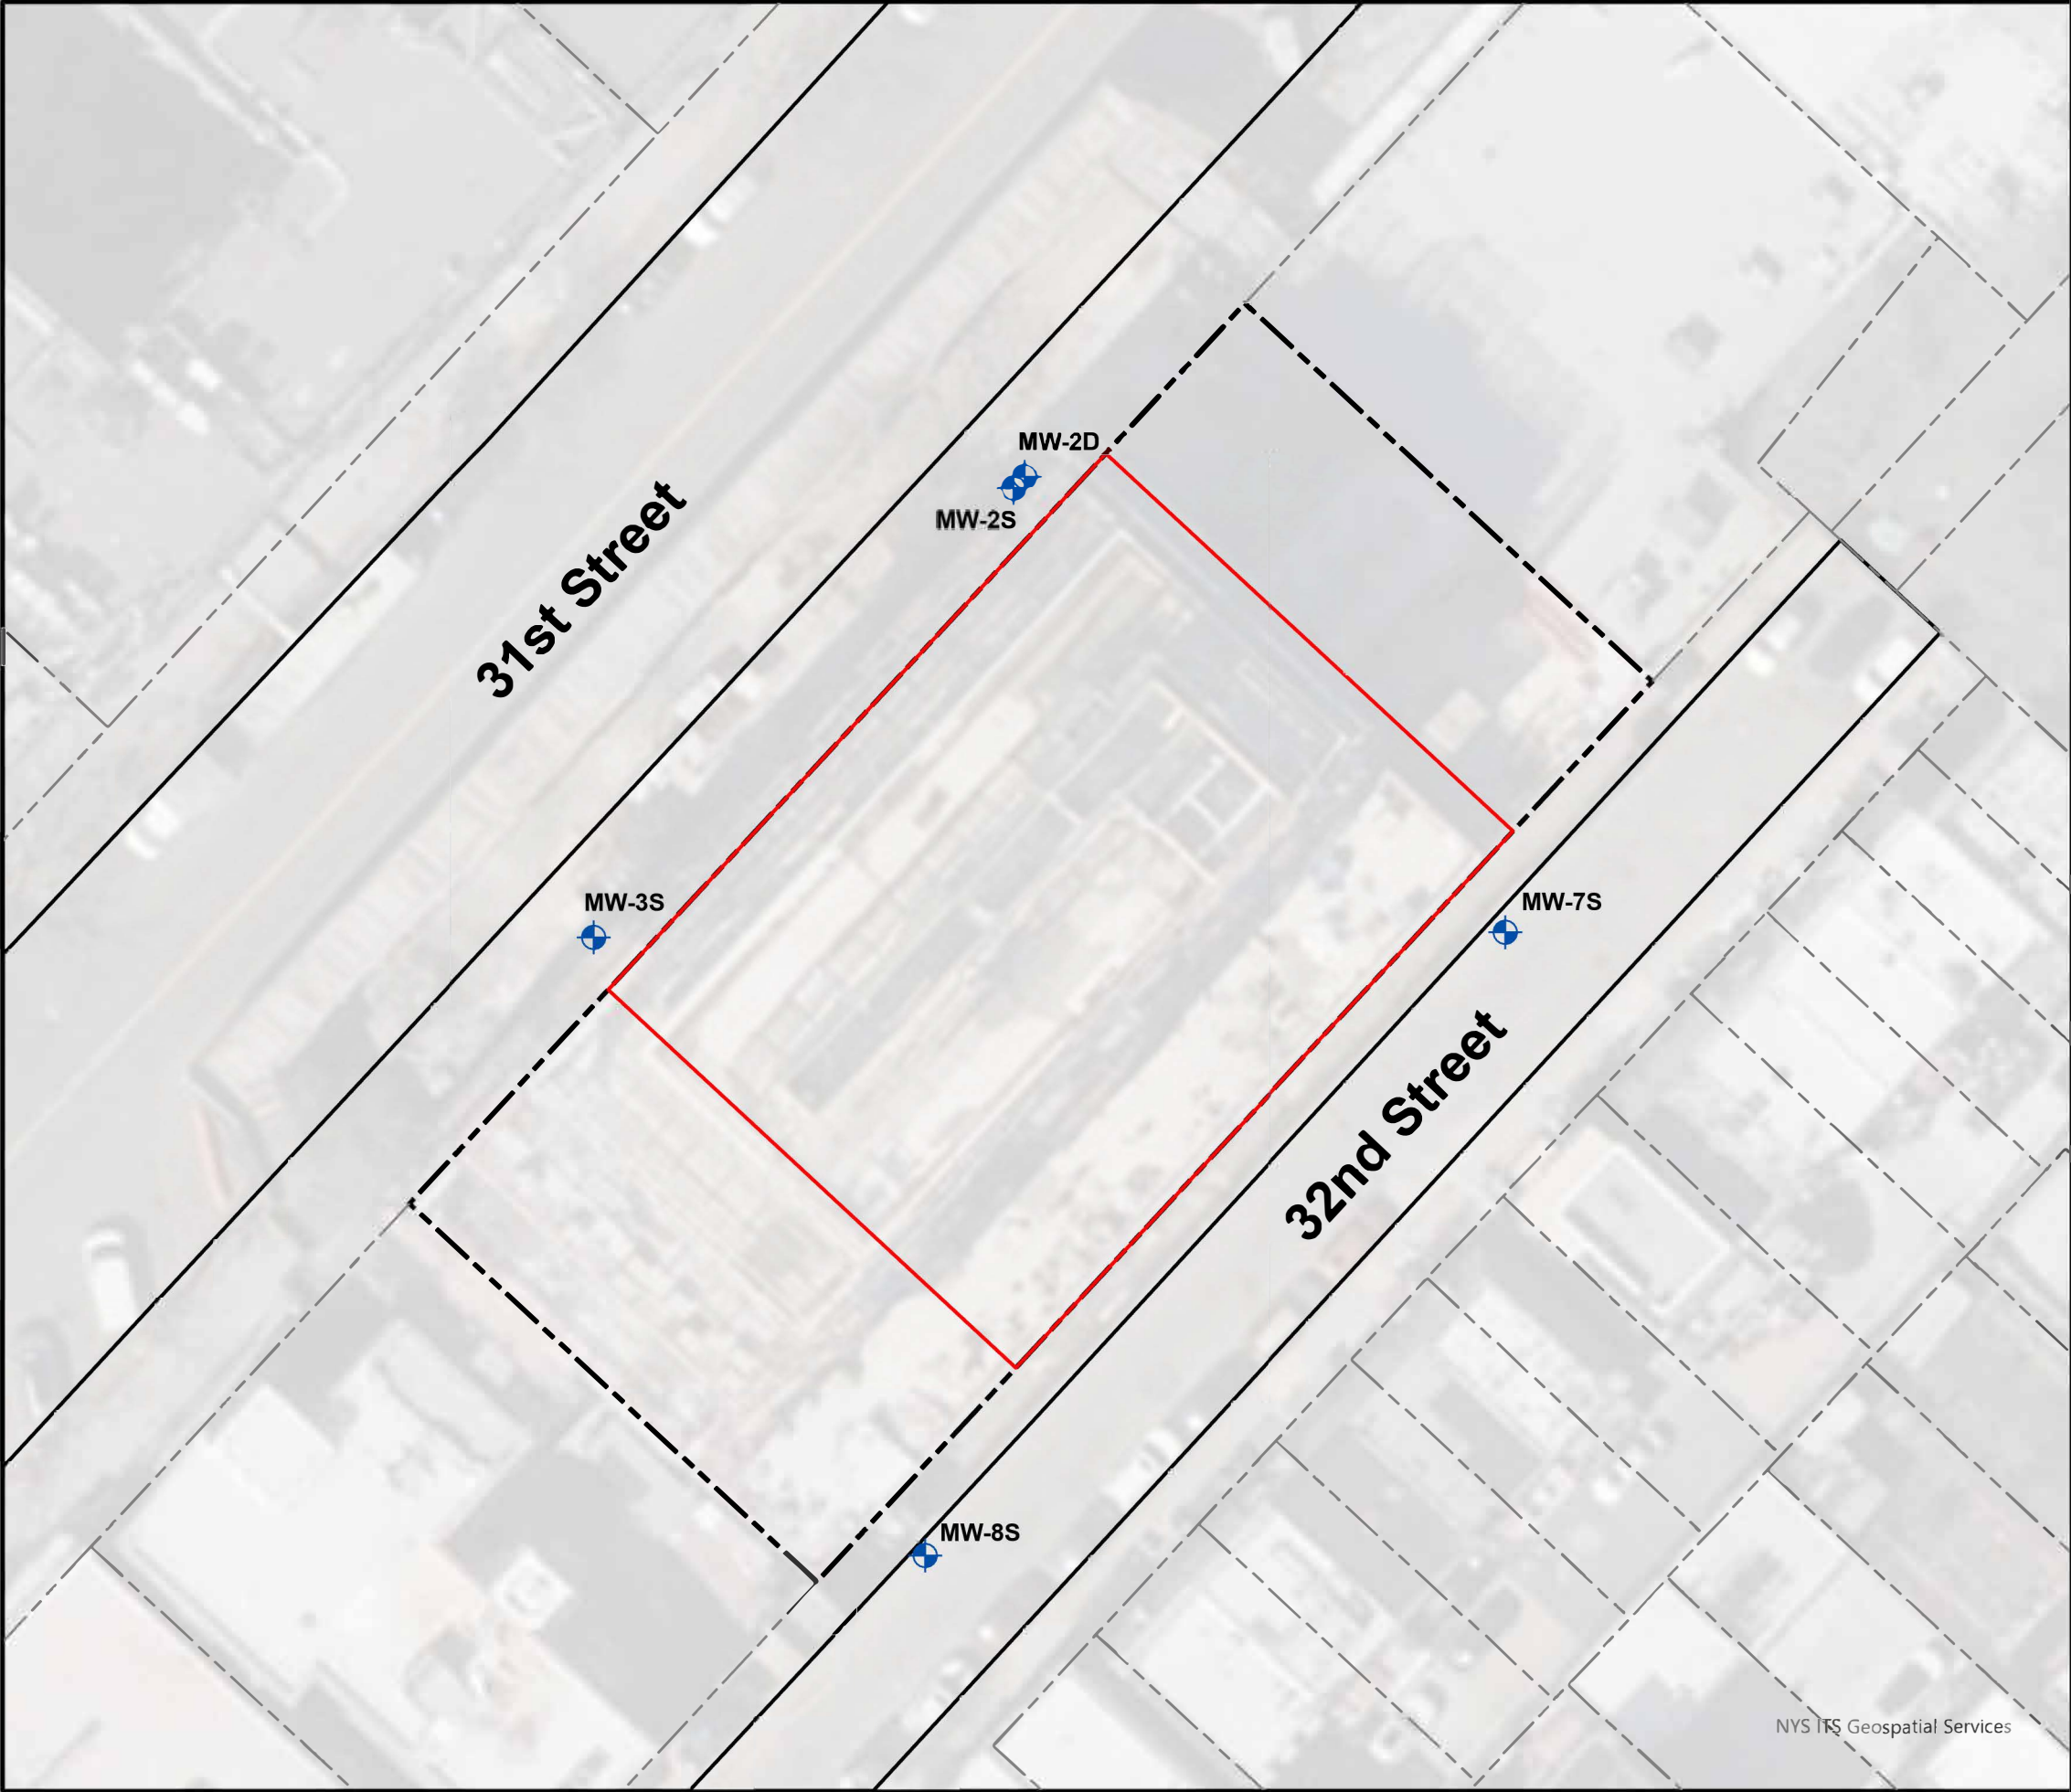 MW-2D
MW-2S
31st Street
MW-3S
MW-7S
32nd Street
MW-8S
NYS ITS Geospatial Services